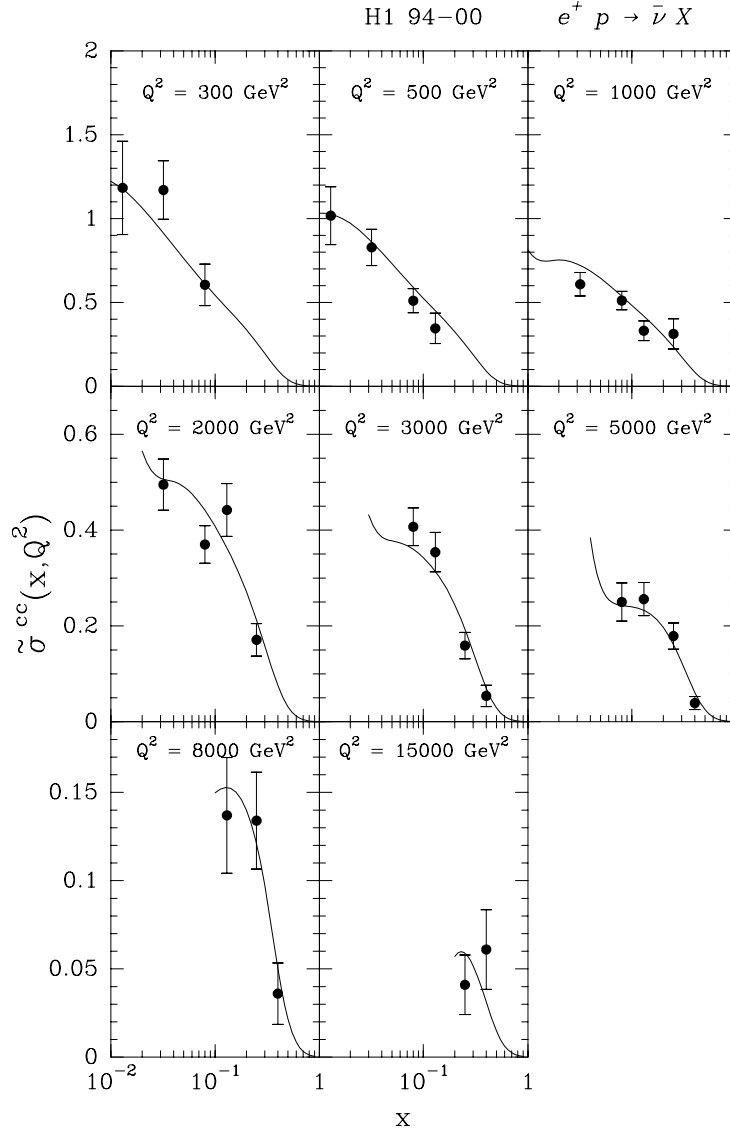 H1 94−00 e⁺ p → ν̄ X
2
Q² = 300 GeV² Q² = 500 GeV² Q² = 1000 GeV²
1.5
1
0.5
0
Q² = 2000 GeV² Q² = 3000 GeV² Q² = 5000 GeV²
0.6
0.4
σ̃ ᶜᶜ(x,Q²)
0.2
0
Q² = 8000 GeV² Q² = 15000 GeV²
0.15
0.1
0.05
0
10⁻² 10⁻¹ 1 10⁻¹ 1
x